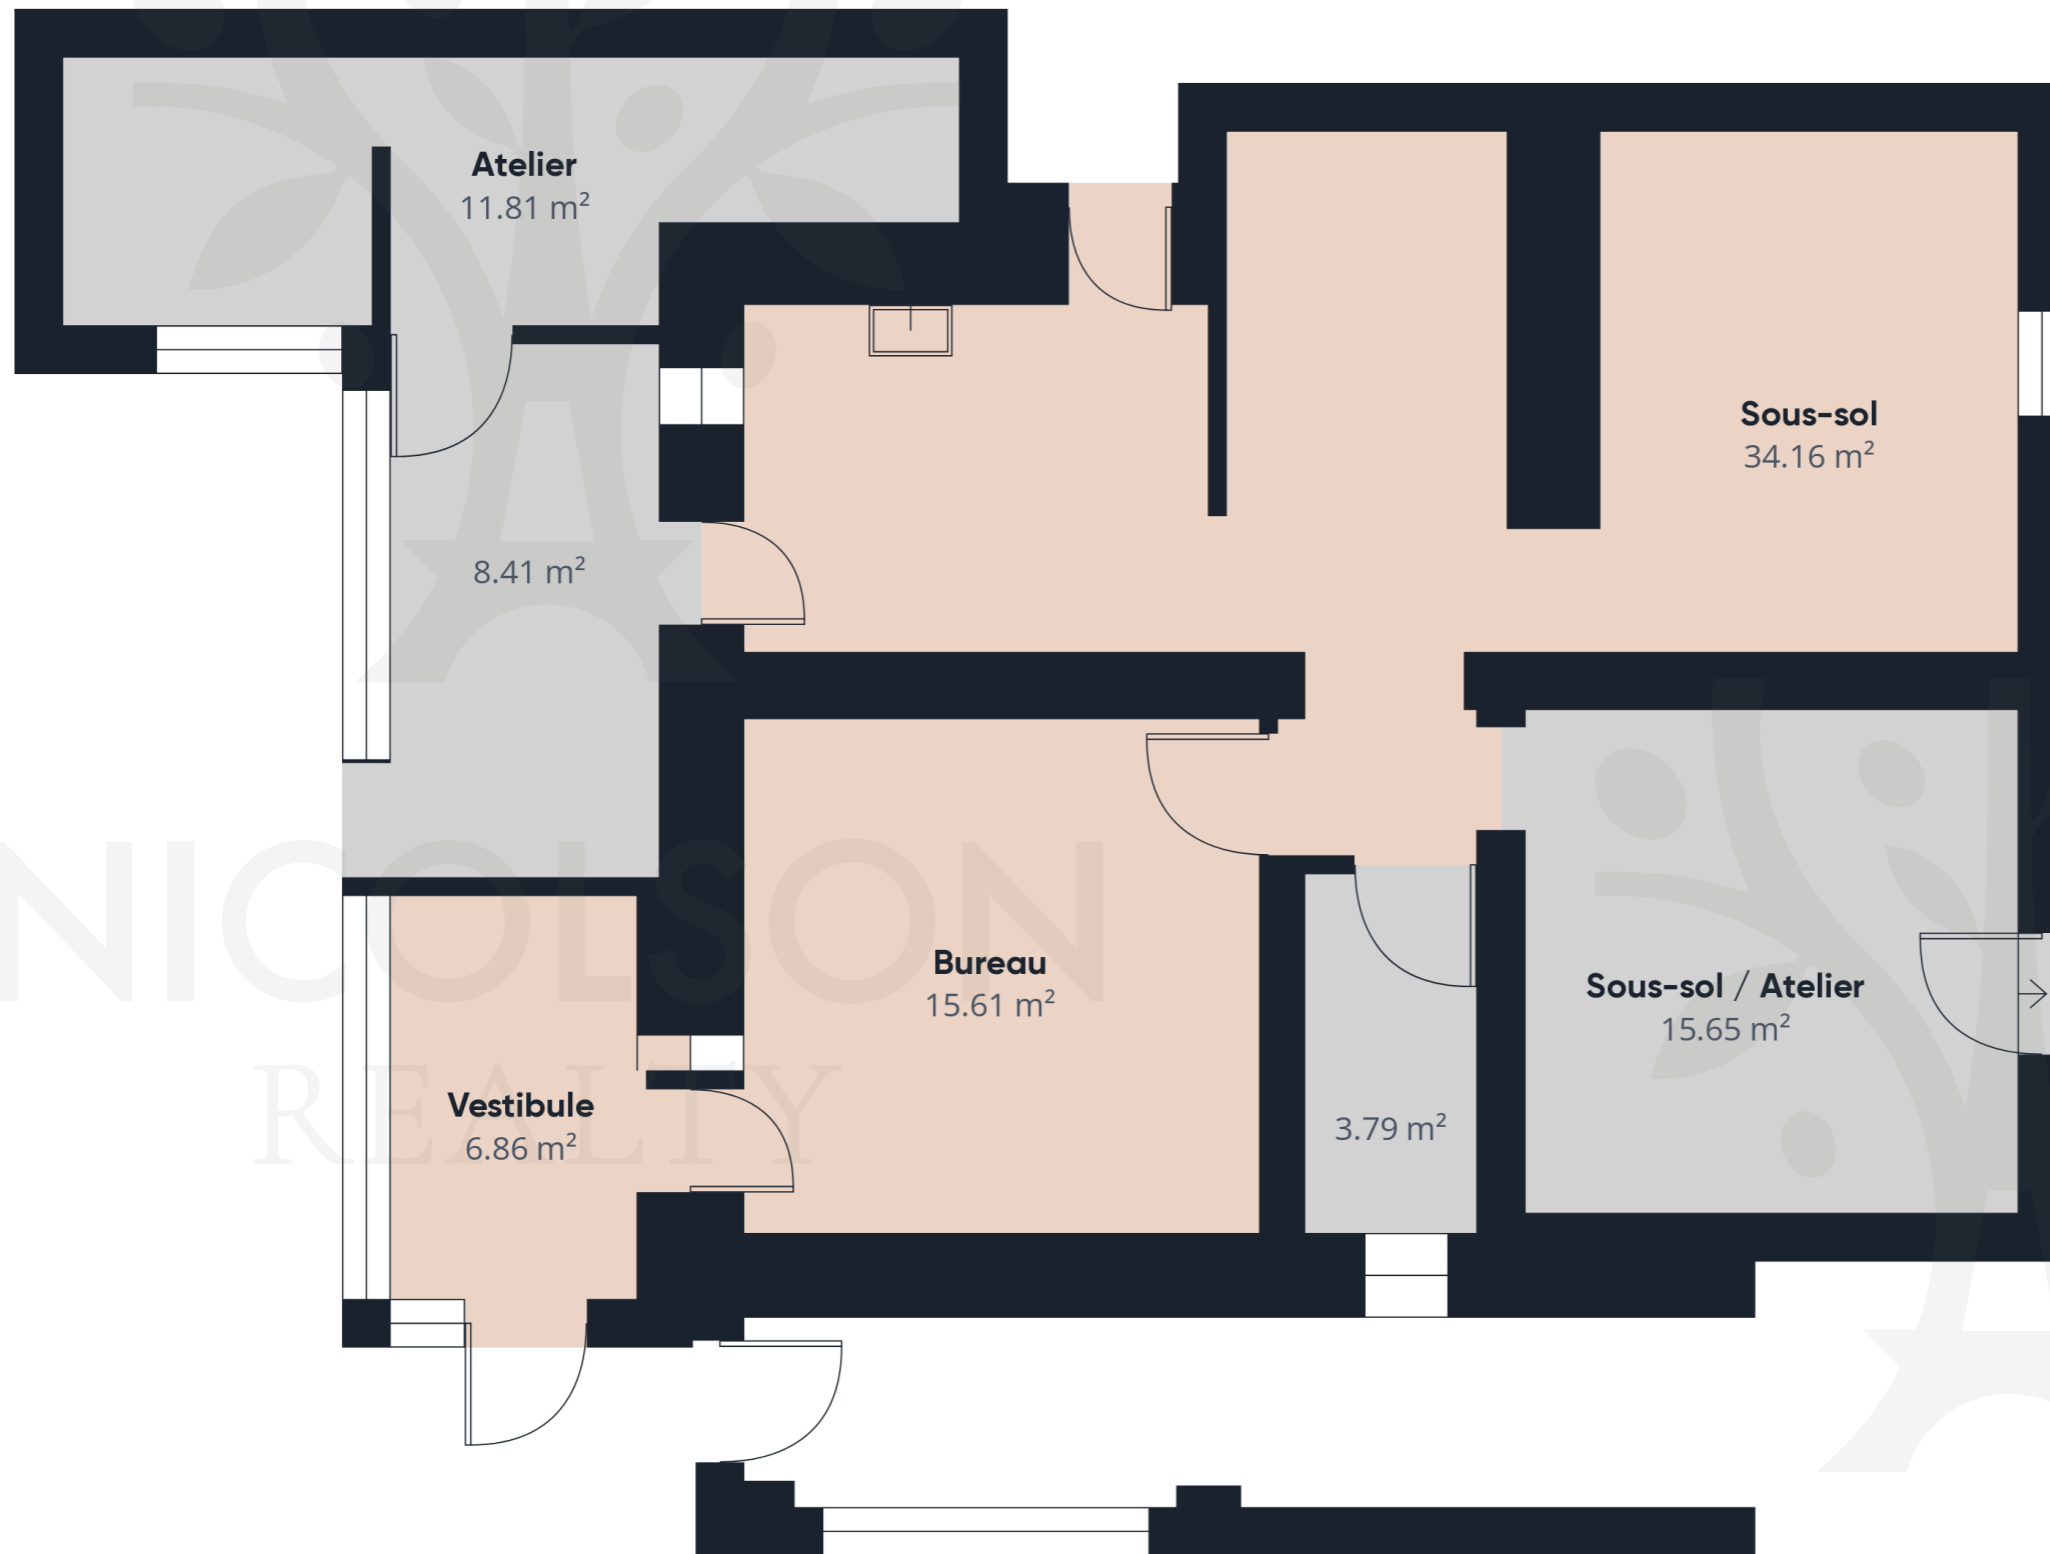 Atelier
11.81 m²
Sous-sol
34.16 m²
8.41 m²
NICOLSON
REALTY
Bureau
15.61 m²
Sous-sol / Atelier
15.65 m²
Vestibule
6.86 m²
3.79 m²